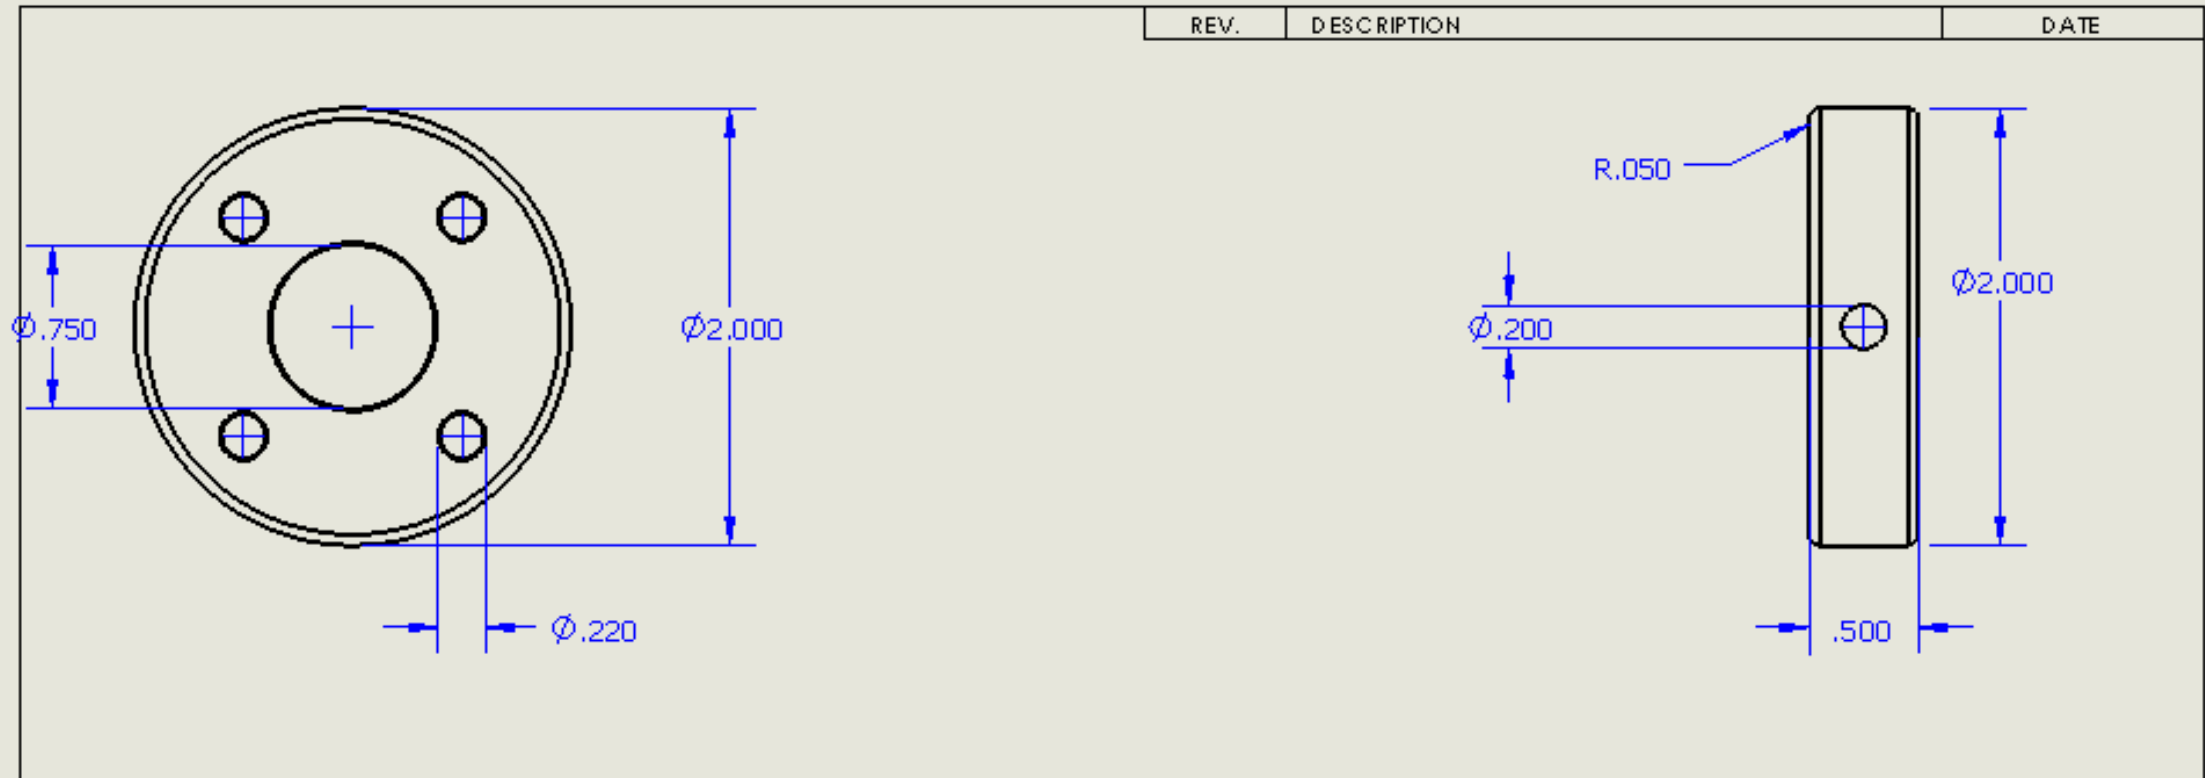 REV. DESCRIPTION DATE
R.050
Ø2.000
Ø.750
Ø2.000
Ø.200
Ø.220
.500